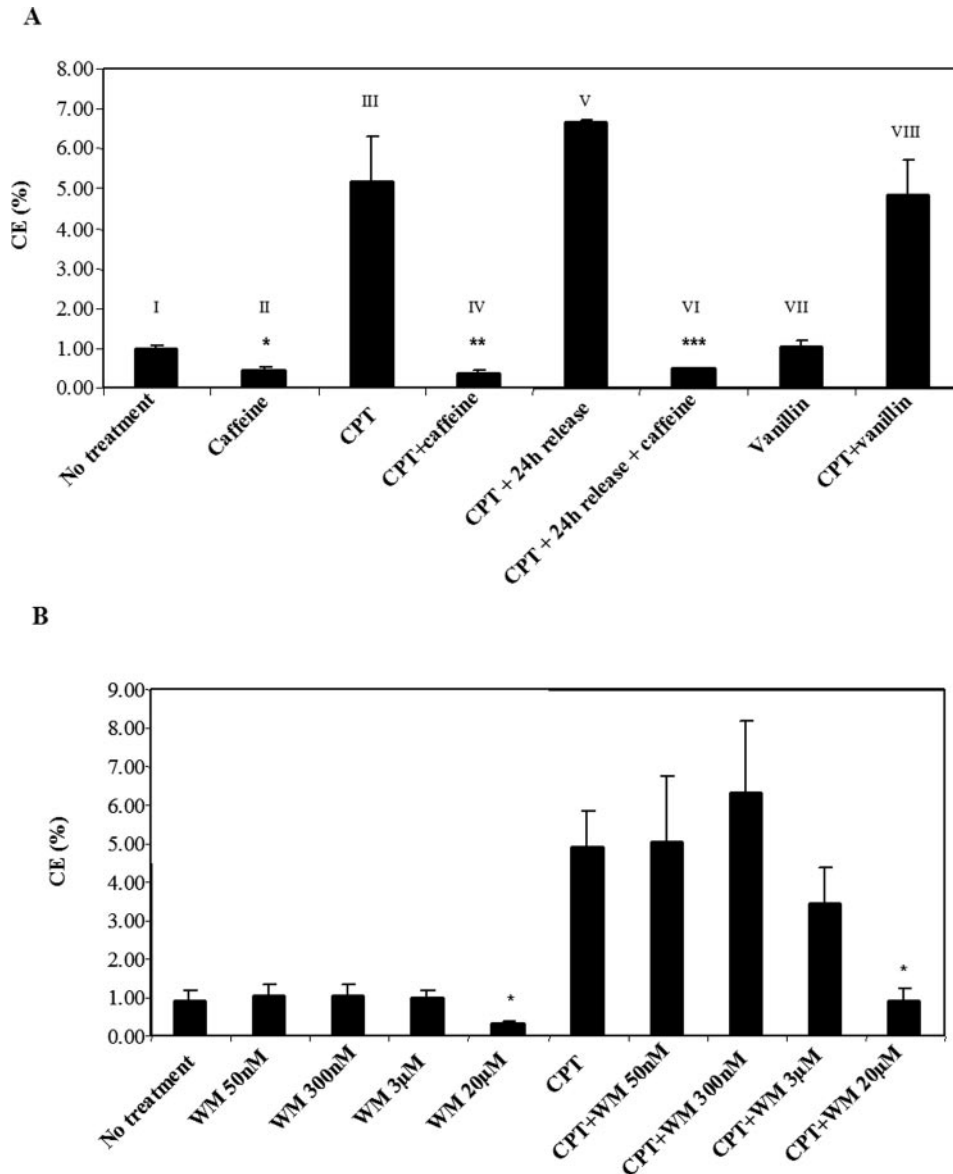 A
8.00
7.00
6.00
5.00
4.00
3.00
2.00
1.00
0.00
CE (%)
I
II
III
IV
V
VI
VII
VIII
*
**
***
No treatment
Caffeine
CPT
CPT+caffeine
CPT + 24h release
CPT + 24h release + caffeine
Vanillin
CPT+vanillin
B
9.00
8.00
7.00
6.00
5.00
4.00
3.00
2.00
1.00
0.00
CE (%)
*
*
No treatment
WM 50nM
WM 300nM
WM 3µM
WM 20µM
CPT
CPT+WM 50nM
CPT+WM 300nM
CPT+WM 3µM
CPT+WM 20µM